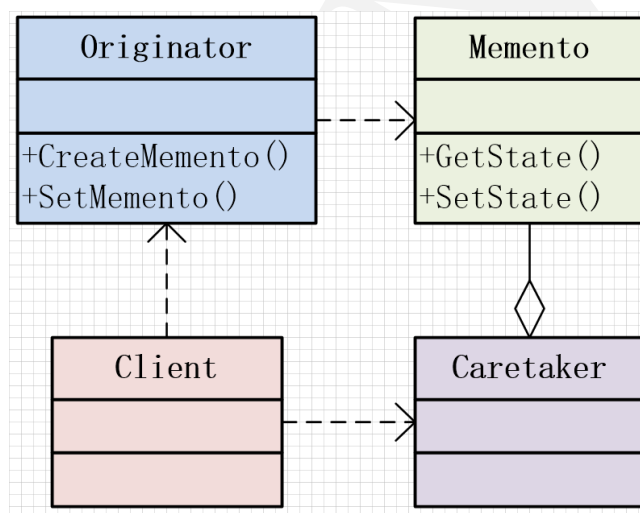 Originator
+CreateMemento()
+SetMemento()
Memento
+GetState()
+SetState()
Client
Caretaker